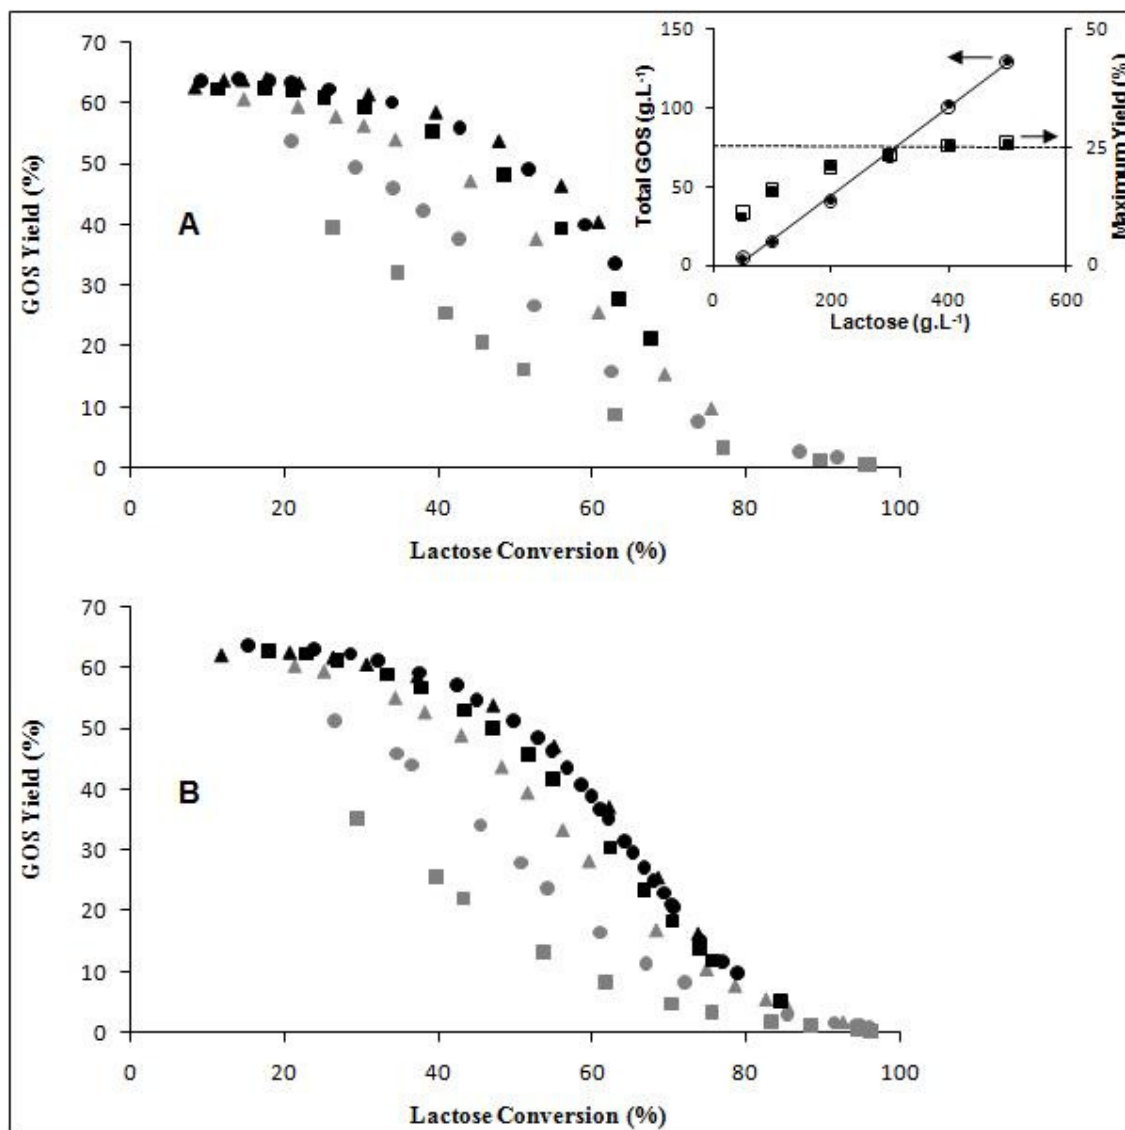 70
60
50
40
30
20
10
0
GOS Yield (%)
A
0 20 40 60 80 100
Lactose Conversion (%)
150
100
50
0
Total GOS (g.L⁻¹)
50
25
0
Maximum Yield (%)
0 200 400 600
Lactose (g.L⁻¹)
70
60
50
40
30
20
10
0
GOS Yield (%)
B
0 20 40 60 80 100
Lactose Conversion (%)